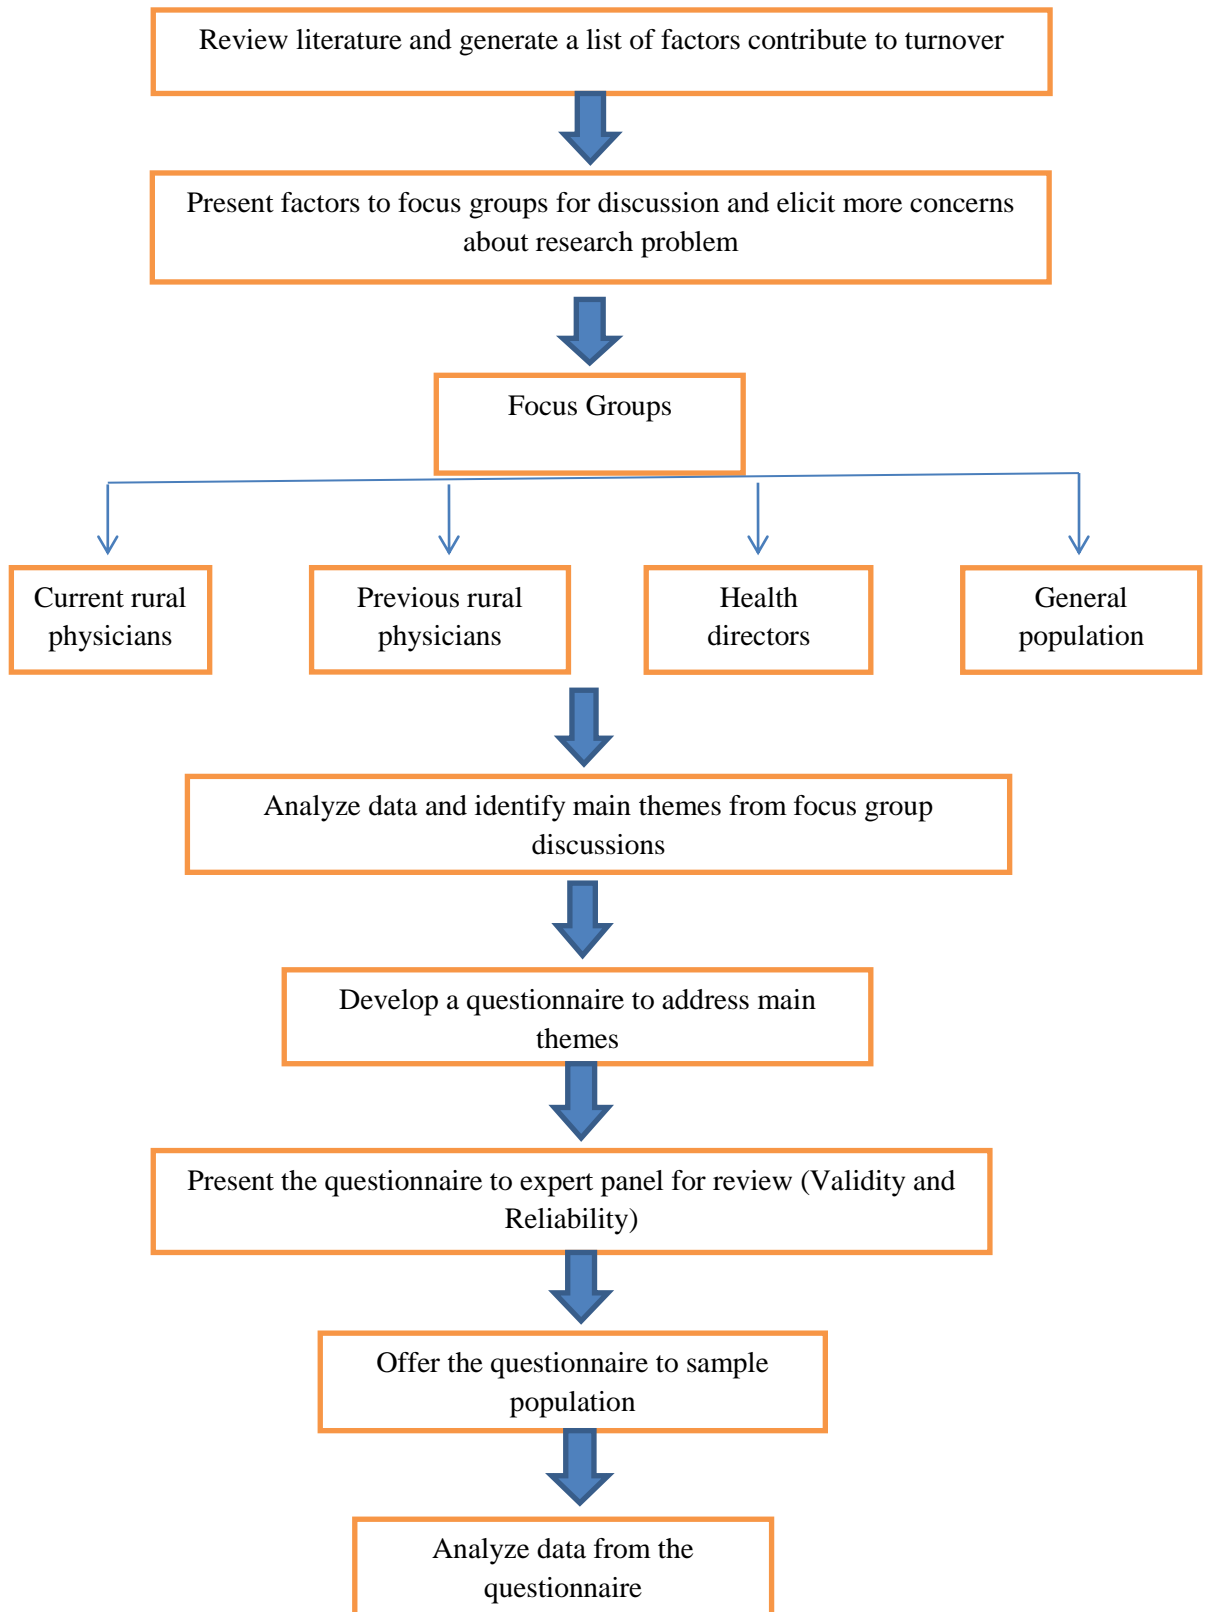 Review literature and generate a list of factors contribute to turnover
Present factors to focus groups for discussion and elicit more concerns
about research problem
Focus Groups
Current rural
physicians
Previous rural
physicians
Health
directors
General
population
Analyze data and identify main themes from focus group
discussions
Develop a questionnaire to address main
themes
Present the questionnaire to expert panel for review (Validity and
Reliability)
Offer the questionnaire to sample
population
Analyze data from the
questionnaire